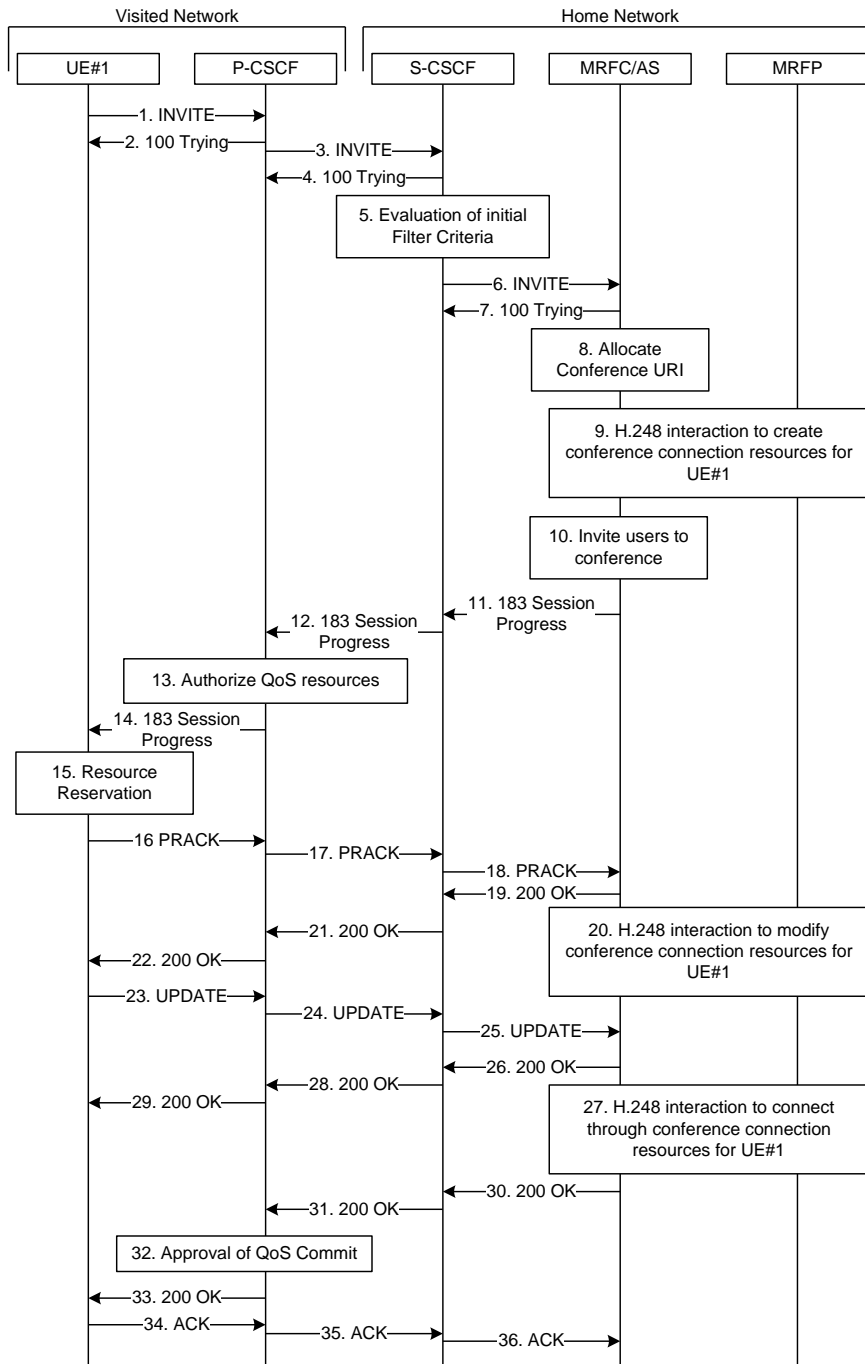 Visited Network
Home Network
UE#1
P-CSCF
S-CSCF
MRFC/AS
MRFP
1. INVITE
2. 100 Trying
3. INVITE
4. 100 Trying
5. Evaluation of initial
Filter Criteria
6. INVITE
7. 100 Trying
8. Allocate
Conference URI
9. H.248 interaction to create
conference connection resources for
UE#1
10. Invite users to
conference
11. 183 Session
Progress
12. 183 Session
Progress
13. Authorize QoS resources
14. 183 Session
Progress
15. Resource
Reservation
16 PRACK
17. PRACK
18. PRACK
19. 200 OK
20. H.248 interaction to modify
conference connection resources for
UE#1
21. 200 OK
22. 200 OK
23. UPDATE
24. UPDATE
25. UPDATE
26. 200 OK
27. H.248 interaction to connect
through conference connection
resources for UE#1
28. 200 OK
29. 200 OK
30. 200 OK
31. 200 OK
32. Approval of QoS Commit
33. 200 OK
34. ACK
35. ACK
36. ACK